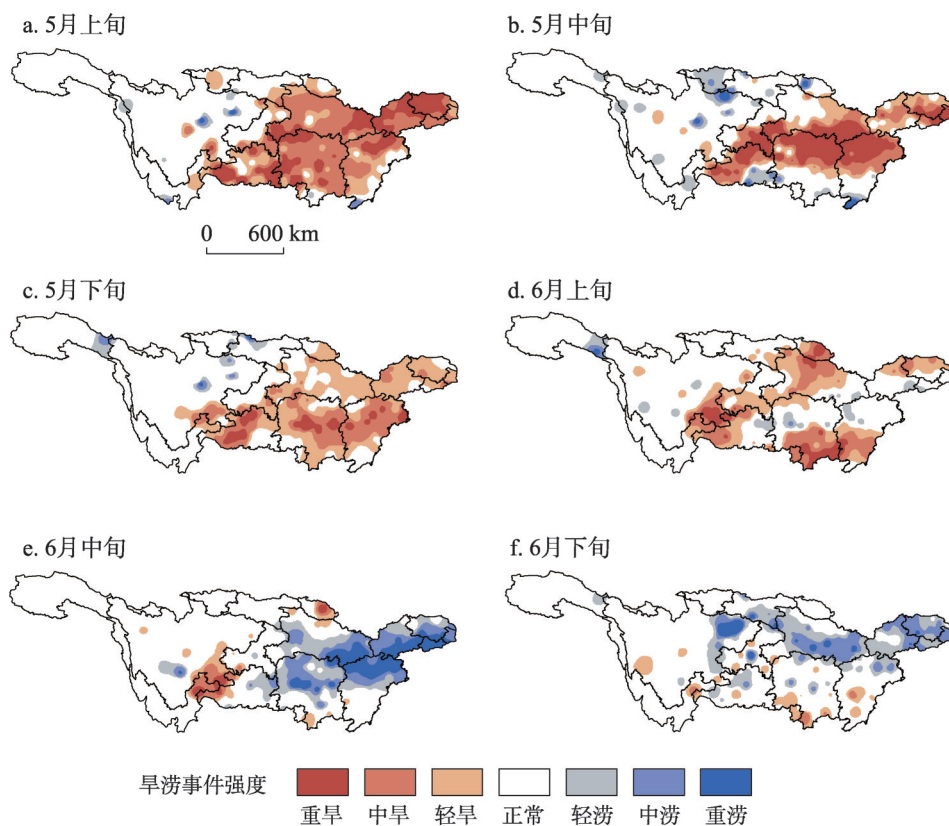 a. 5月上旬
b. 5月中旬
0 600 km
c. 5月下旬
d. 6月上旬
e. 6月中旬
f. 6月下旬
旱涝事件强度
重旱 中旱 轻旱 正常 轻涝 中涝 重涝